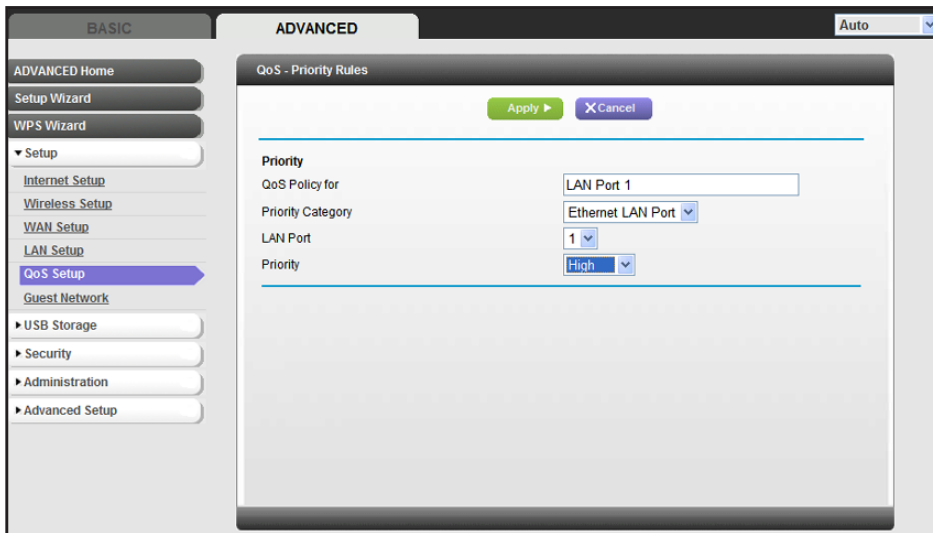 BASIC
ADVANCED
Auto
ADVANCED Home
Setup Wizard
WPS Wizard
Setup
Internet Setup
Wireless Setup
WAN Setup
LAN Setup
QoS Setup
Guest Network
USB Storage
Security
Administration
Advanced Setup
QoS - Priority Rules
Apply
X Cancel
Priority
QoS Policy for LAN Port 1
Priority Category Ethernet LAN Port
LAN Port 1
Priority High